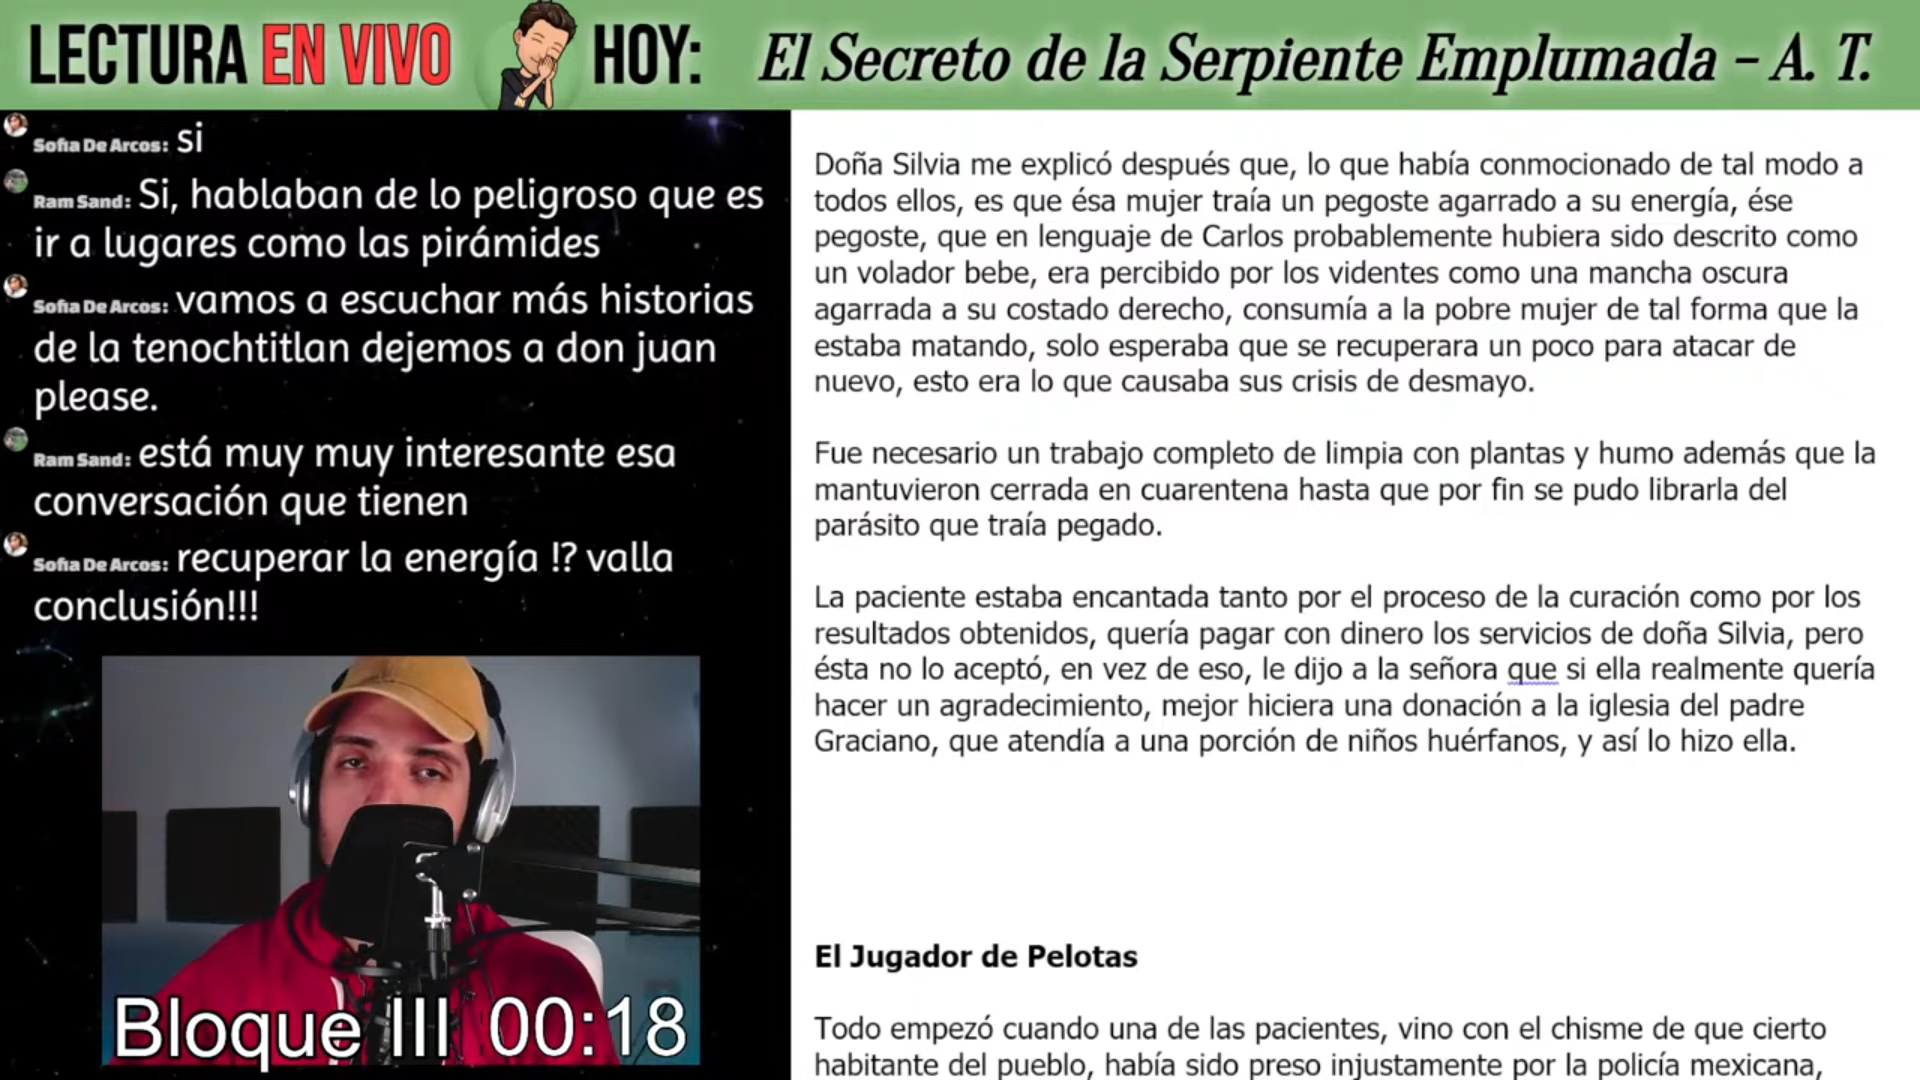 LECTURA EN VIVO HOY: El Secreto de la Serpiente Emplumada - A. T.
Sofia De Arcos: si
Ram Sand: Si, hablaban de lo peligroso que es
ir a lugares como las pirámides
Sofia De Arcos: vamos a escuchar más historias
de la tenochtitlan dejemos a don juan
please.
Ram Sand: está muy muy interesante esa
conversación que tienen
Sofia De Arcos: recuperar la energía !? valla
conclusión!!!
Bloque III 00:18
Doña Silvia me explicó después que, lo que había conmocionado de tal modo a
todos ellos, es que ésa mujer traía un pegoste agarrado a su energía, ése
pegoste, que en lenguaje de Carlos probablemente hubiera sido descrito como
un volador bebe, era percibido por los videntes como una mancha oscura
agarrada a su costado derecho, consumía a la pobre mujer de tal forma que la
estaba matando, solo esperaba que se recuperara un poco para atacar de
nuevo, esto era lo que causaba sus crisis de desmayo.
Fue necesario un trabajo completo de limpia con plantas y humo además que la
mantuvieron cerrada en cuarentena hasta que por fin se pudo librarla del
parásito que traía pegado.
La paciente estaba encantada tanto por el proceso de la curación como por los
resultados obtenidos, quería pagar con dinero los servicios de doña Silvia, pero
ésta no lo aceptó, en vez de eso, le dijo a la señora que si ella realmente quería
hacer un agradecimiento, mejor hiciera una donación a la iglesia del padre
Graciano, que atendía a una porción de niños huérfanos, y así lo hizo ella.
El Jugador de Pelotas
Todo empezó cuando una de las pacientes, vino con el chisme de que cierto
habitante del pueblo, había sido preso injustamente por la policía mexicana,